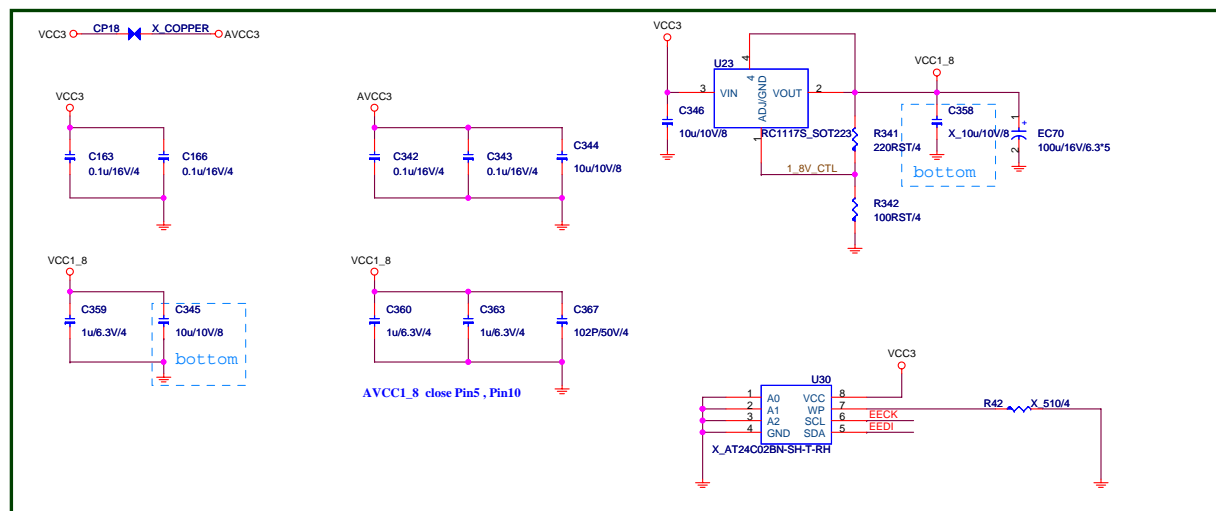 VCC3
CP18
X_COPPER
AVCC3
VCC3
C163
0.1u/16V/4
C166
0.1u/16V/4
AVCC3
C342
0.1u/16V/4
C343
0.1u/16V/4
C344
10u/10V/8
VCC3
C346
10u/10V/8
U23
3
VIN
4
4
ADJ/GND
VOUT
2
1
RC1117S_SOT223
1_8V_CTL
R341
220RST/4
R342
100RST/4
VCC1_8
C358
X_10u/10V/8
bottom
1
+
EC70
100u/16V/6.3*5
2
VCC1_8
C359
1u/6.3V/4
C345
10u/10V/8
bottom
VCC1_8
C360
1u/6.3V/4
C363
1u/6.3V/4
C367
102P/50V/4
AVCC1_8 close Pin5 , Pin10
VCC3
U30
1
A0
VCC
8
2
A1
WP
7
3
A2
SCL
6
EECK
4
GND
SDA
5
EEDI
X_AT24C02BN-SH-T-RH
R42
X_510/4